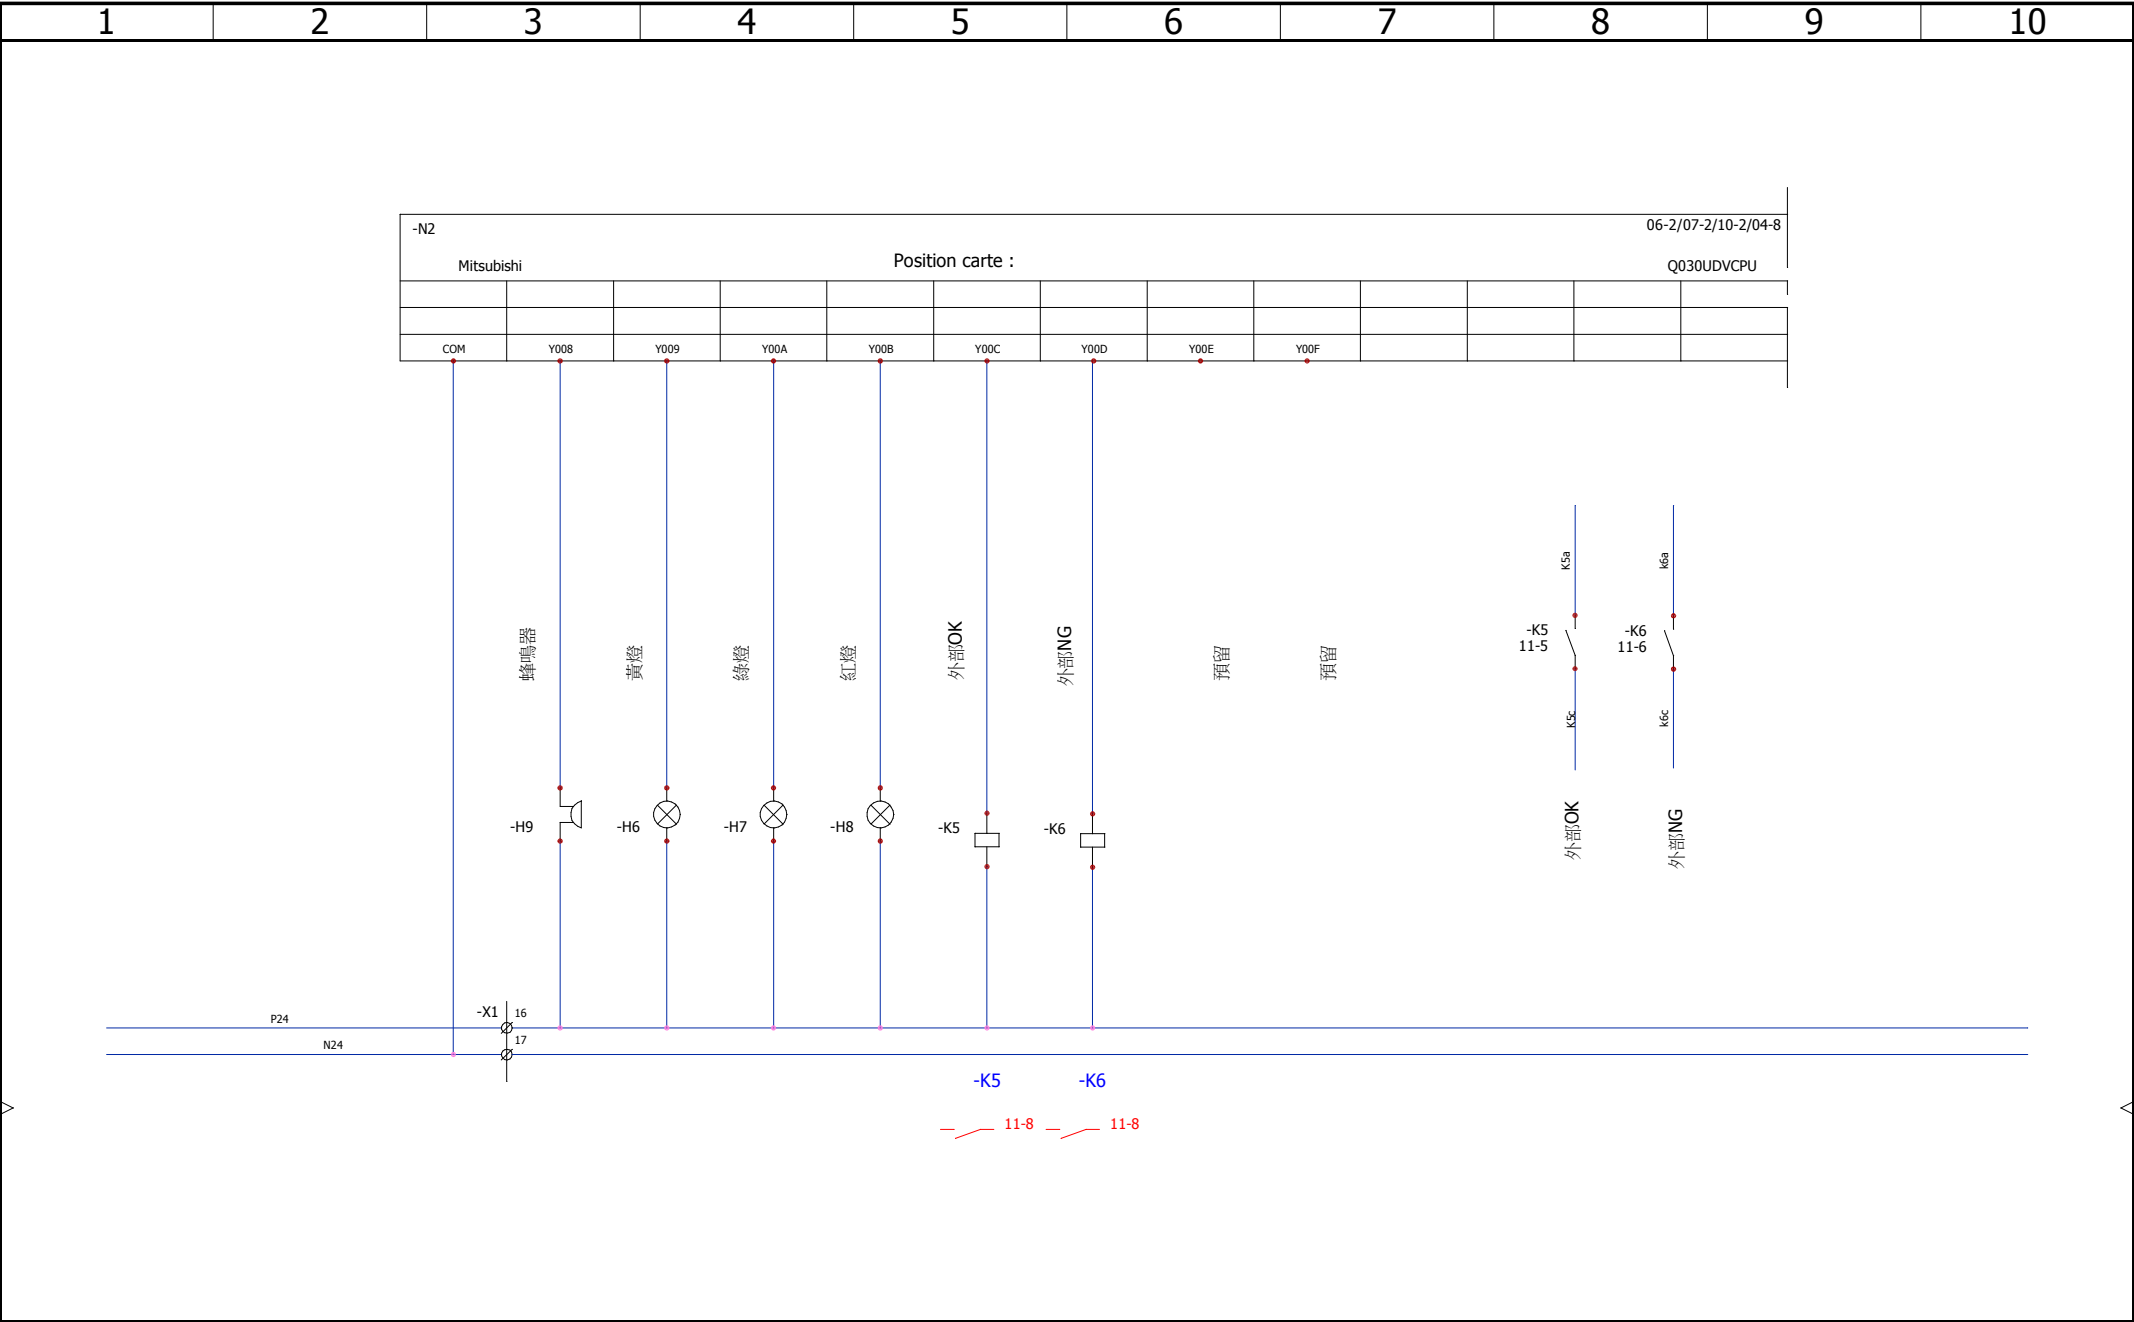 1 2 3 4 5 6 7 8 9 10
-N2 06-2/07-2/10-2/04-8
Mitsubishi Position carte : Q030UDVCPU
COM Y008 Y009 Y00A Y00B Y00C Y00D Y00E Y00F
K5a k6a
蜂鳴器 黃燈 綠燈 紅燈 外部OK 外部NG 預留 預留
-K5 -K6
11-5 11-6
K5c k6c
-H9 -H6 -H7 -H8 -K5 -K6
外部OK 外部NG
-X1 16
P24
17
N24
-K5 -K6
11-8 11-8